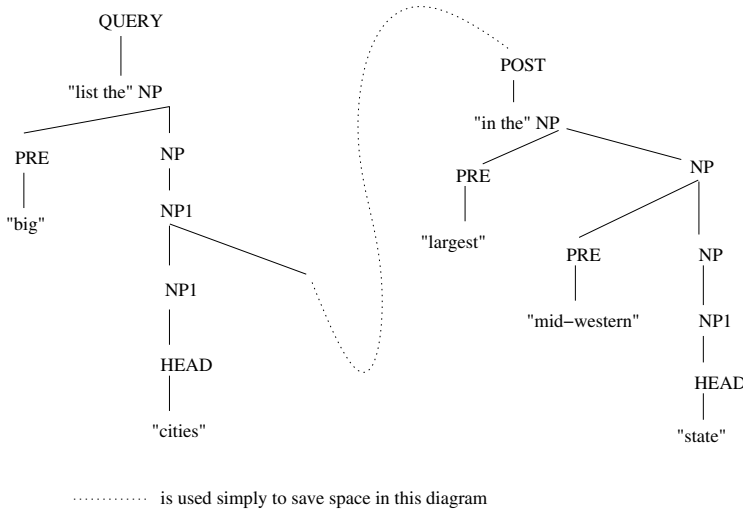 QUERY
"list the" NP
PRE
NP
"big"
NP1
NP1
HEAD
"cities"
POST
"in the" NP
PRE
NP
"largest"
PRE
NP
"mid−western"
NP1
HEAD
"state"
is used simply to save space in this diagram